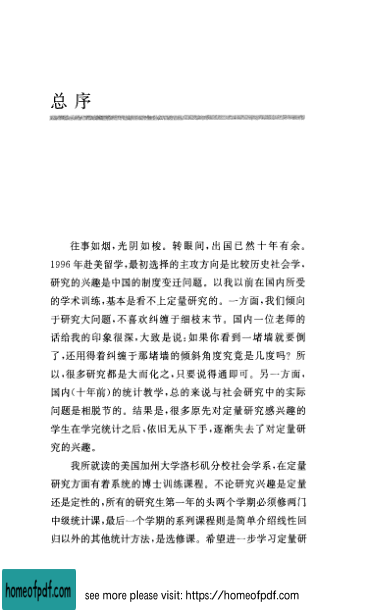 总 序
往事如烟,光阴如梭。转眼间,出国已然十年有余。
1996 年赴美留学,最初选择的主攻方向是比较历史社会学,
研究的兴趣是中国的制度变迁问题。以我以前在国内所受
的学术训练,基本是看不上定量研究的。一方面,我们倾向
于研究大问题,不喜欢纠缠于细枝末节。国内一位老师的
话给我的印象很深,大致是说:如果你看到一堵墙就要倒
了,还用得着纠缠于那堵墙的倾斜角度究竟是几度吗?所
以,很多研究都是大而化之,只要说得通即可。另一方面,
国内(十年前)的统计教学,总的来说与社会研究中的实际
问题是相脱节的。结果是,很多原先对定量研究感兴趣的
学生在学完统计之后,依旧无从下手,逐渐失去了对定量研
究的兴趣。
我所就读的美国加州大学洛杉矶分校社会学系,在定量
研究方面有着系统的博士训练课程。不论研究兴趣是定量
还是定性的,所有的研究生第一年的头两个学期必须修两门
中级统计课,最后一个学期的系列课程则是简单介绍线性回
归以外的其他统计方法,是选修课。希望进一步学习定量研
homeofpdf.com
see more please visit: https://homeofpdf.com